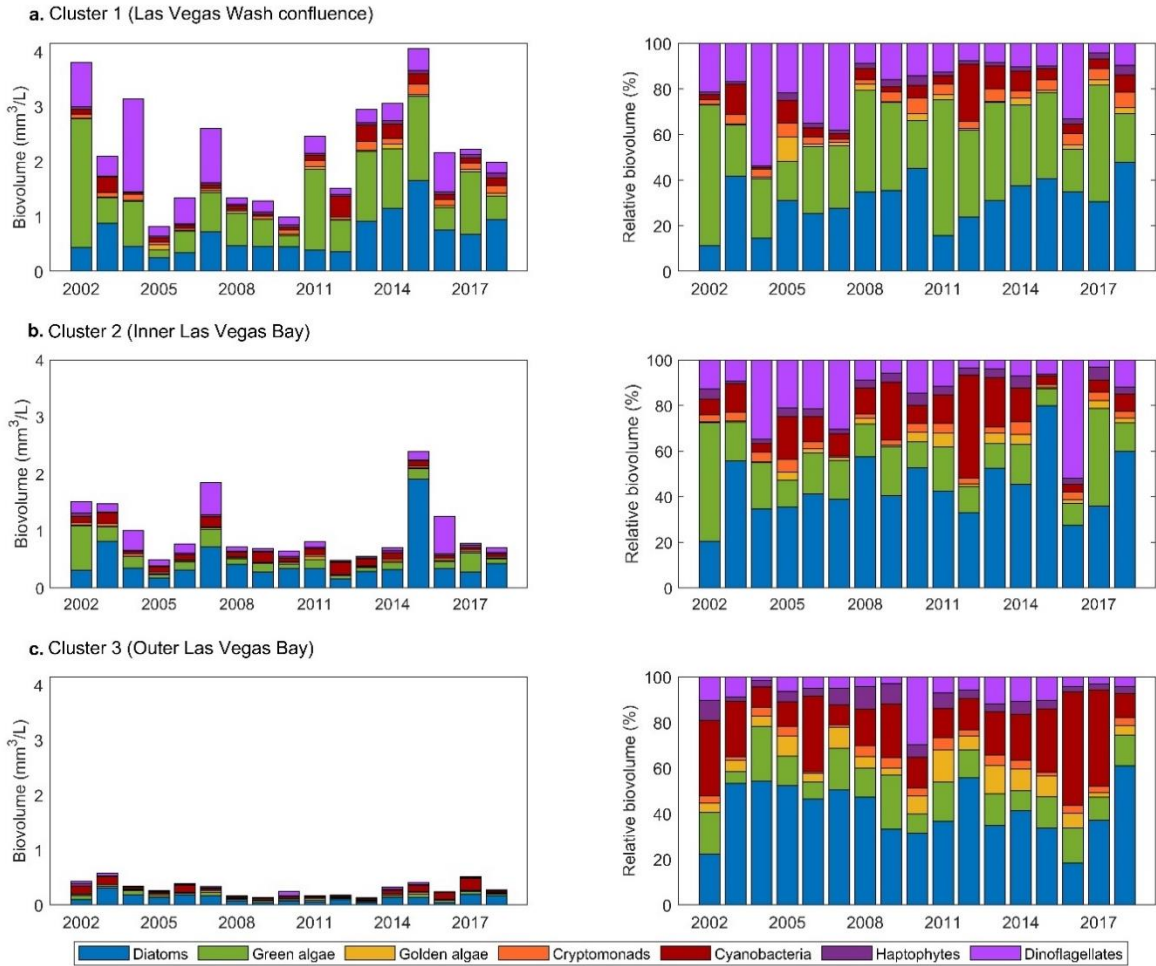 a. Cluster 1 (Las Vegas Wash confluence)
Biovolume (mm³/L)
4
3
2
1
0
2002 2005 2008 2011 2014 2017
Relative biovolume (%)
100
80
60
40
20
0
2002 2005 2008 2011 2014 2017
b. Cluster 2 (Inner Las Vegas Bay)
Biovolume (mm³/L)
4
3
2
1
0
2002 2005 2008 2011 2014 2017
Relative biovolume (%)
100
80
60
40
20
0
2002 2005 2008 2011 2014 2017
c. Cluster 3 (Outer Las Vegas Bay)
Biovolume (mm³/L)
4
3
2
1
0
2002 2005 2008 2011 2014 2017
Relative biovolume (%)
100
80
60
40
20
0
2002 2005 2008 2011 2014 2017
Diatoms Green algae Golden algae Cryptomonads Cyanobacteria Haptophytes Dinoflagellates